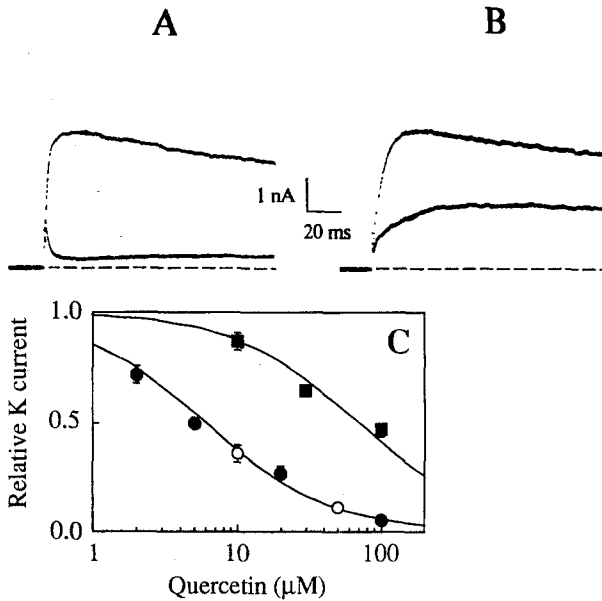 A
B
1 nA
20 ms
C
Relative K current
1.0
0.5
0.0
1
10
100
Quercetin (μM)